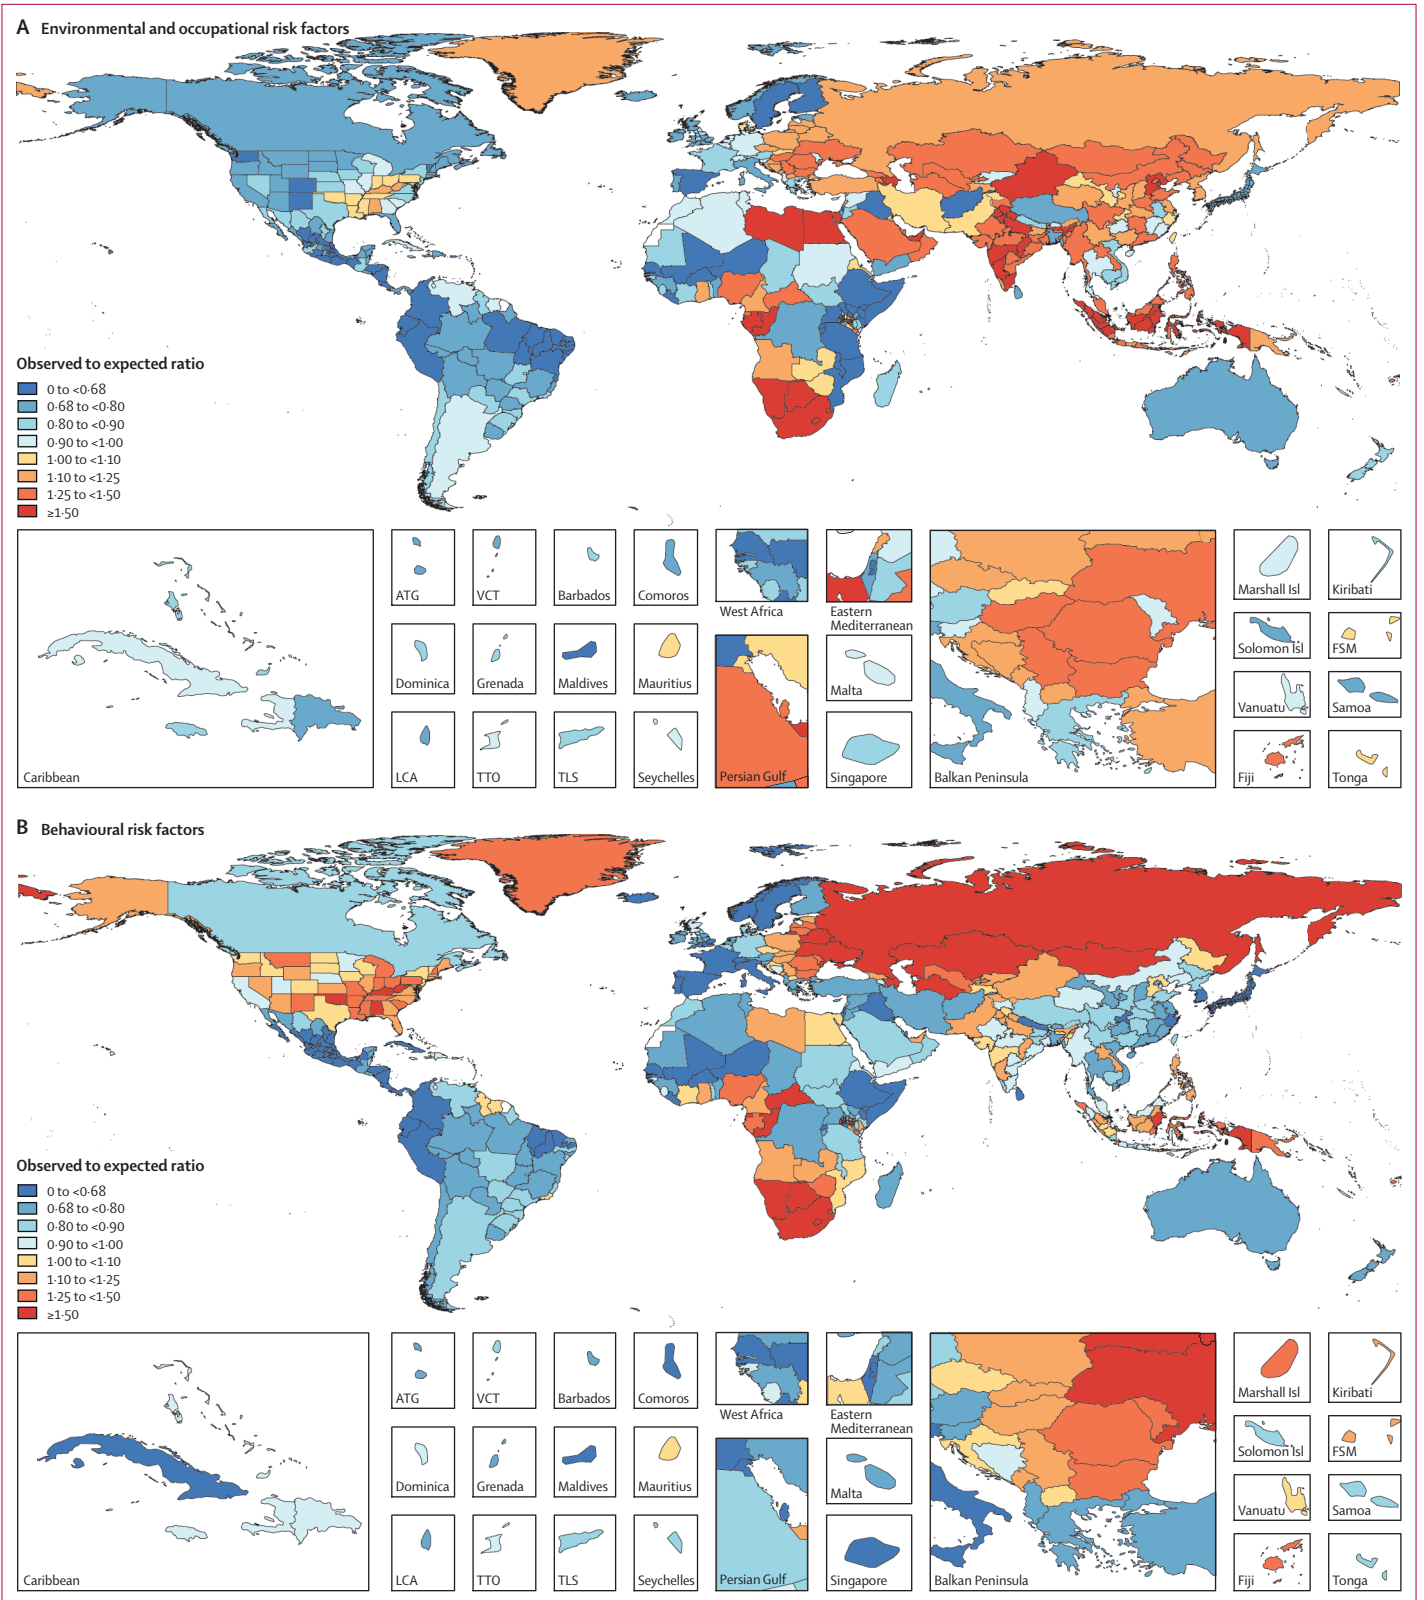 A Environmental and occupational risk factors
Observed to expected ratio
0 to <0·68
0·68 to <0·80
0·80 to <0·90
0·90 to <1·00
1·00 to <1·10
1·10 to <1·25
1·25 to <1·50
≥1·50
Caribbean
ATG
VCT
Barbados
Comoros
Dominica
Grenada
Maldives
Mauritius
LCA
TTO
TLS
Seychelles
West Africa
Eastern
Mediterranean
Persian Gulf
Malta
Singapore
Balkan Peninsula
Marshall Isl
Kiribati
Solomon Isl
FSM
Vanuatu
Samoa
Fiji
Tonga
B Behavioural risk factors
Observed to expected ratio
0 to <0·68
0·68 to <0·80
0·80 to <0·90
0·90 to <1·00
1·00 to <1·10
1·10 to <1·25
1·25 to <1·50
≥1·50
Caribbean
ATG
VCT
Barbados
Comoros
Dominica
Grenada
Maldives
Mauritius
LCA
TTO
TLS
Seychelles
West Africa
Eastern
Mediterranean
Persian Gulf
Malta
Singapore
Balkan Peninsula
Marshall Isl
Kiribati
Solomon Isl
FSM
Vanuatu
Samoa
Fiji
Tonga